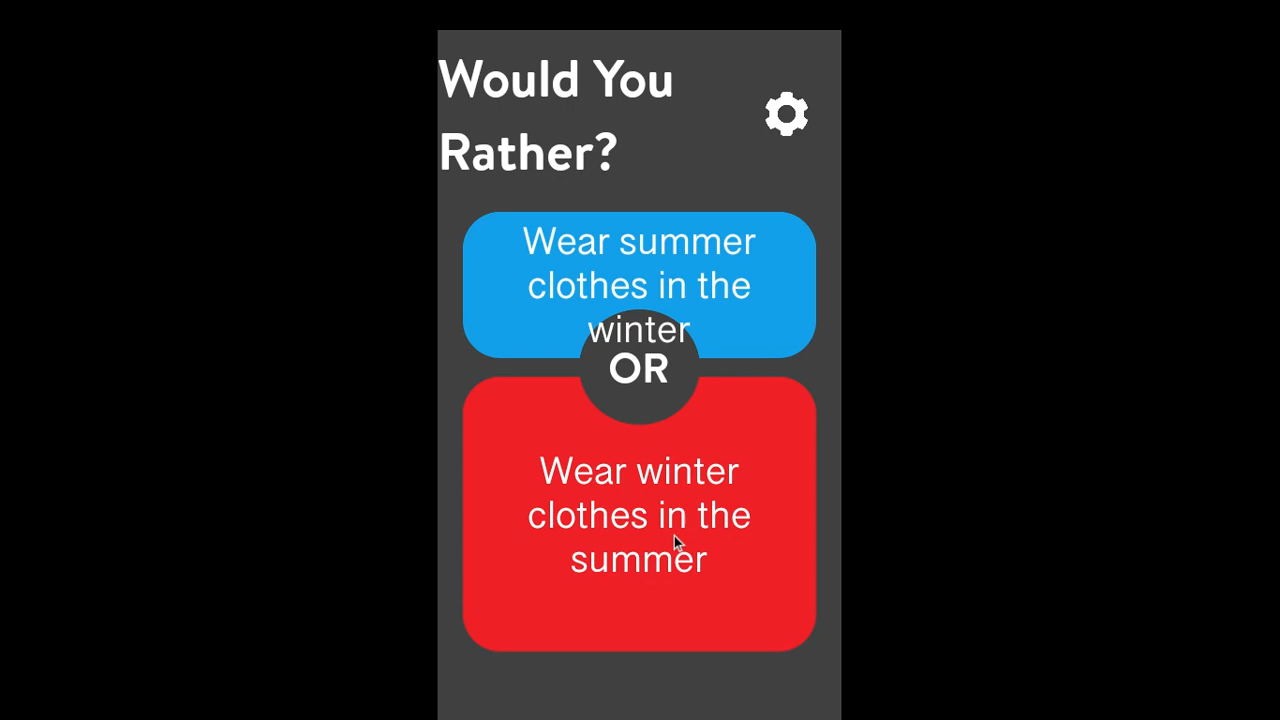 Would You
Rather?
Wear summer
clothes in the
winter
OR
Wear winter
clothes in the
summer